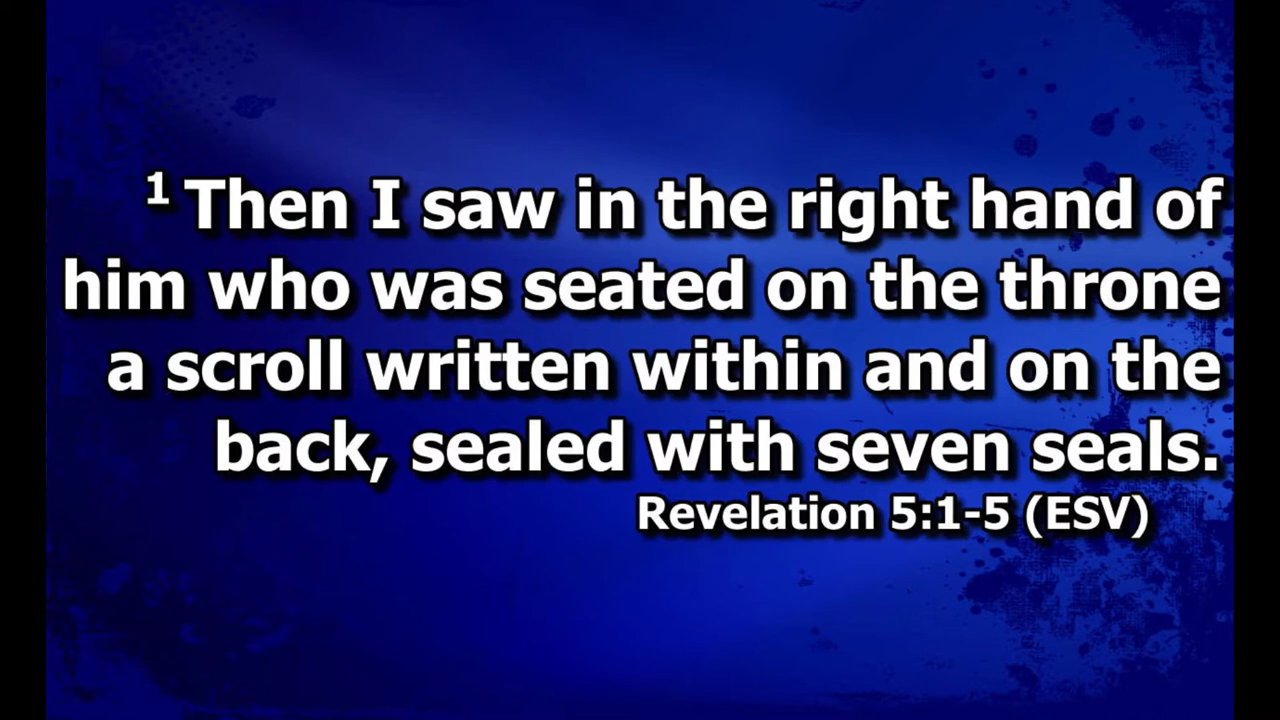 1 Then I saw in the right hand of
him who was seated on the throne
a scroll written within and on the
back, sealed with seven seals.
Revelation 5:1-5 (ESV)